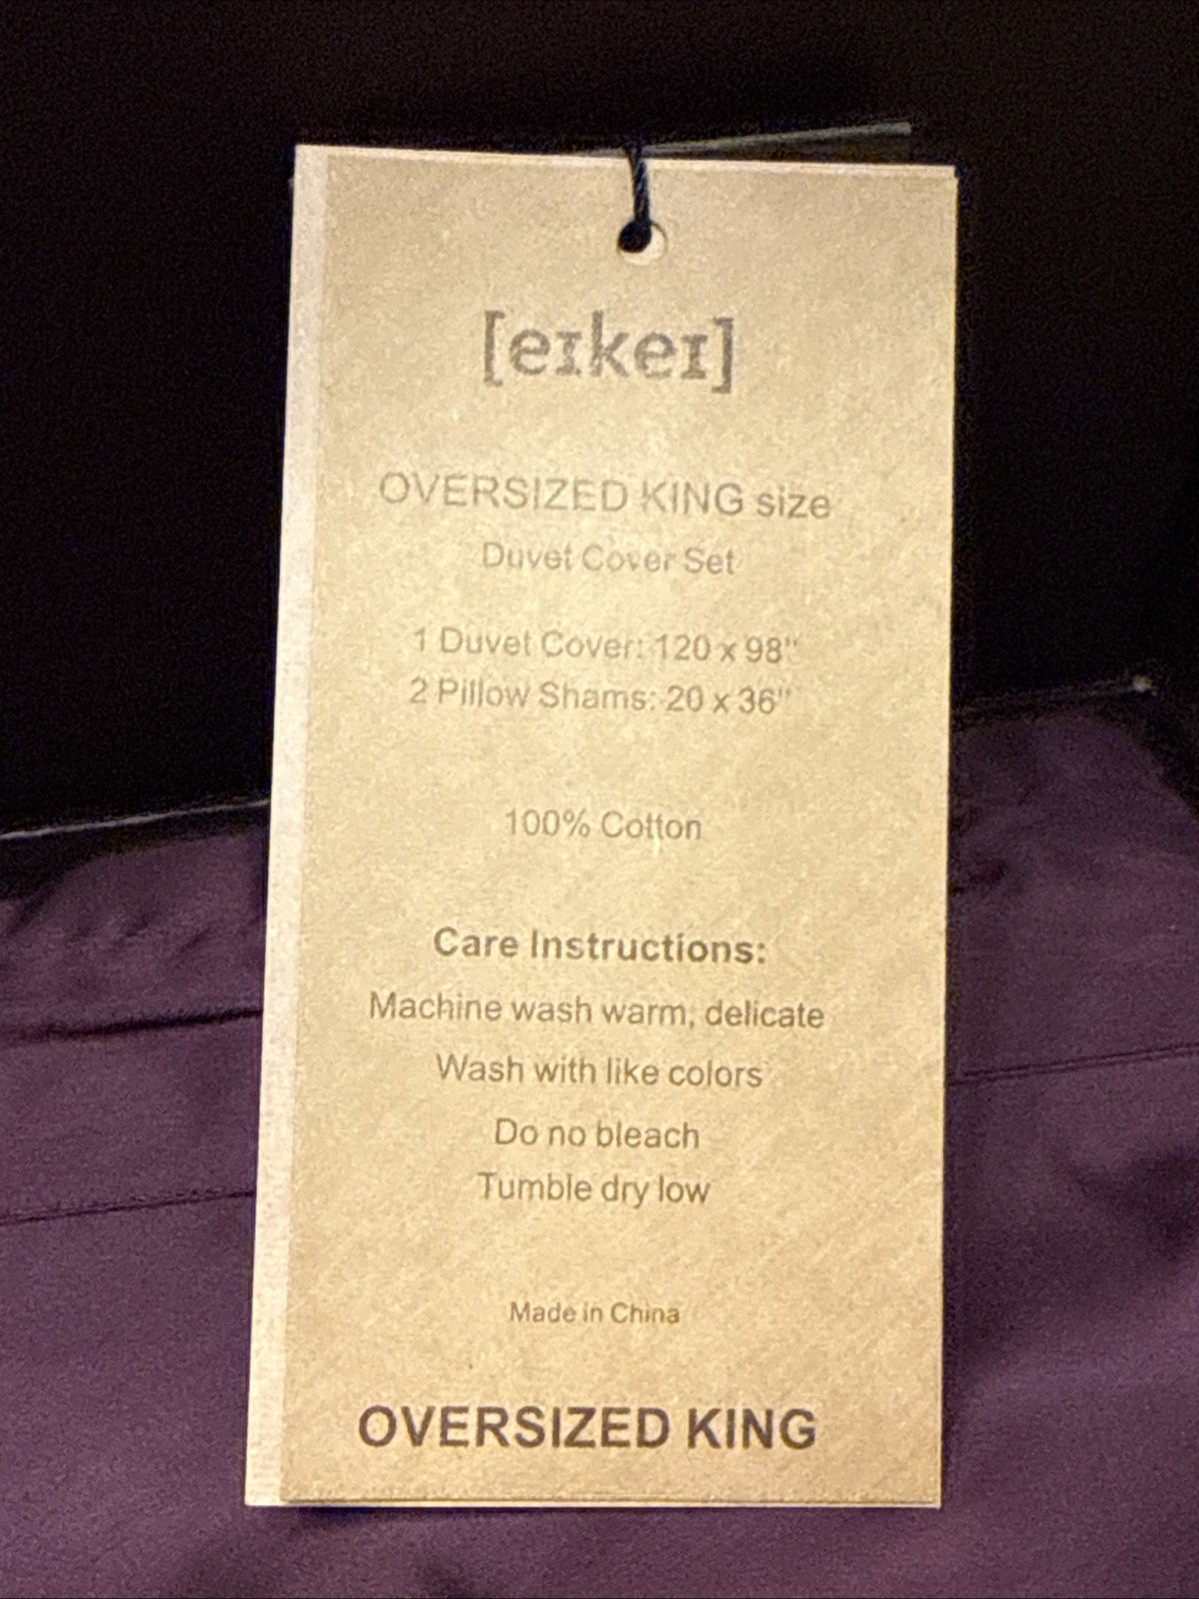 [eɪkeɪ]
OVERSIZED KING size
Duvet Cover Set
1 Duvet Cover: 120 x 98"
2 Pillow Shams: 20 x 36"
100% Cotton
Care Instructions:
Machine wash warm, delicate
Wash with like colors
Do no bleach
Tumble dry low
Made in China
OVERSIZED KING